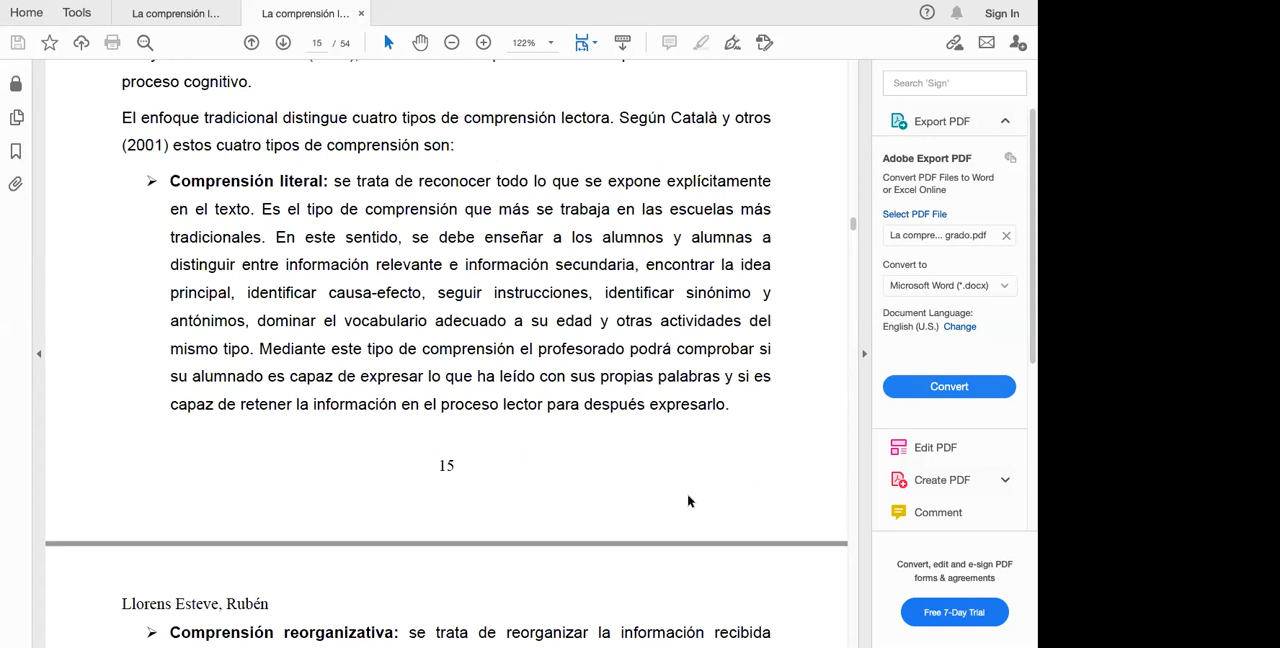 Home Tools La comprensión l... La comprensión l... × Sign In
15 / 54 122%
proceso cognitivo.
El enfoque tradicional distingue cuatro tipos de comprensión lectora. Según Català y otros
(2001) estos cuatro tipos de comprensión son:
➢ Comprensión literal: se trata de reconocer todo lo que se expone explícitamente
en el texto. Es el tipo de comprensión que más se trabaja en las escuelas más
tradicionales. En este sentido, se debe enseñar a los alumnos y alumnas a
distinguir entre información relevante e información secundaria, encontrar la idea
principal, identificar causa-efecto, seguir instrucciones, identificar sinónimo y
antónimos, dominar el vocabulario adecuado a su edad y otras actividades del
mismo tipo. Mediante este tipo de comprensión el profesorado podrá comprobar si
su alumnado es capaz de expresar lo que ha leído con sus propias palabras y si es
capaz de retener la información en el proceso lector para después expresarlo.
15
Llorens Esteve, Rubén
➢ Comprensión reorganizativa: se trata de reorganizar la información recibida
Search 'Sign'
Export PDF
Adobe Export PDF
Convert PDF Files to Word
or Excel Online
Select PDF File
La compre... grado.pdf ×
Convert to
Microsoft Word (*.docx)
Document Language:
English (U.S.) Change
Convert
Edit PDF
Create PDF
Comment
Convert, edit and e-sign PDF
forms & agreements
Free 7-Day Trial